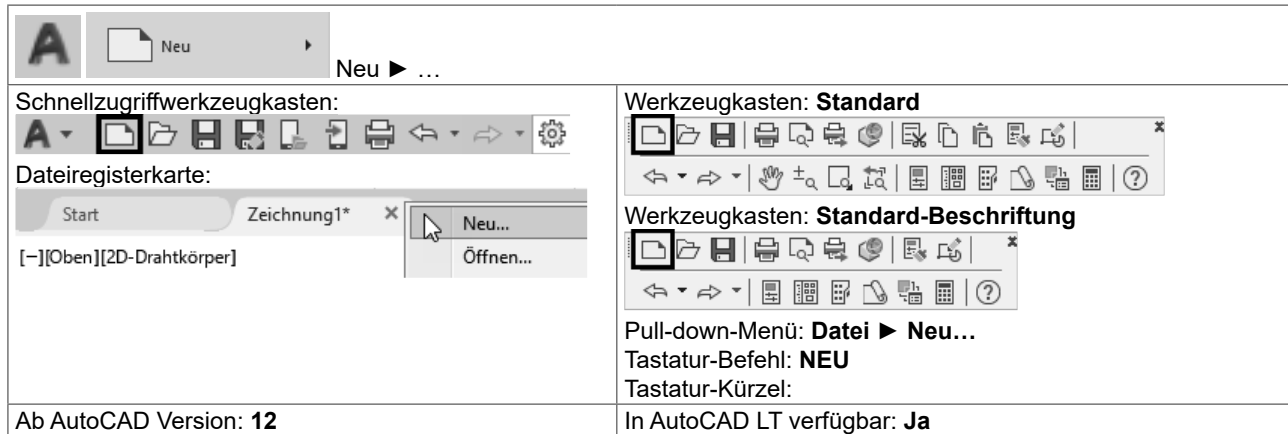 A Neu
Neu ► …
Schnellzugriffwerkzeugkasten:
A
Dateiregisterkarte:
Start Zeichnung1* Neu...
[−][Oben][2D-Drahtkörper] Öffnen...
Werkzeugkasten: Standard
Werkzeugkasten: Standard-Beschriftung
Pull-down-Menü: Datei ► Neu…
Tastatur-Befehl: NEU
Tastatur-Kürzel:
Ab AutoCAD Version: 12
In AutoCAD LT verfügbar: Ja